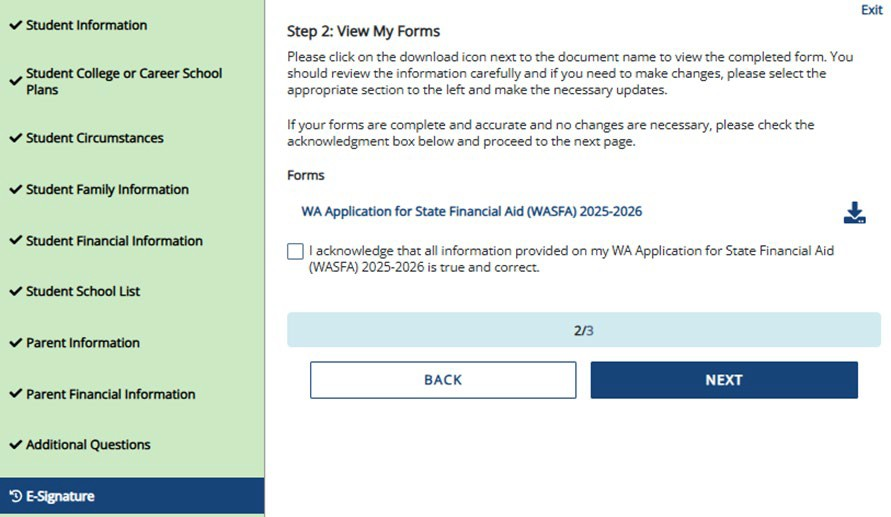 Student Information
Student College or Career School
Plans
Student Circumstances
Student Family Information
Student Financial Information
Student School List
Parent Information
Parent Financial Information
Additional Questions
E-Signature
Exit
Step 2: View My Forms
Please click on the download icon next to the document name to view the completed form. You
should review the information carefully and if you need to make changes, please select the
appropriate section to the left and make the necessary updates.
If your forms are complete and accurate and no changes are necessary, please check the
acknowledgment box below and proceed to the next page.
Forms
WA Application for State Financial Aid (WASFA) 2025-2026
I acknowledge that all information provided on my WA Application for State Financial Aid
(WASFA) 2025-2026 is true and correct.
2/3
BACK
NEXT